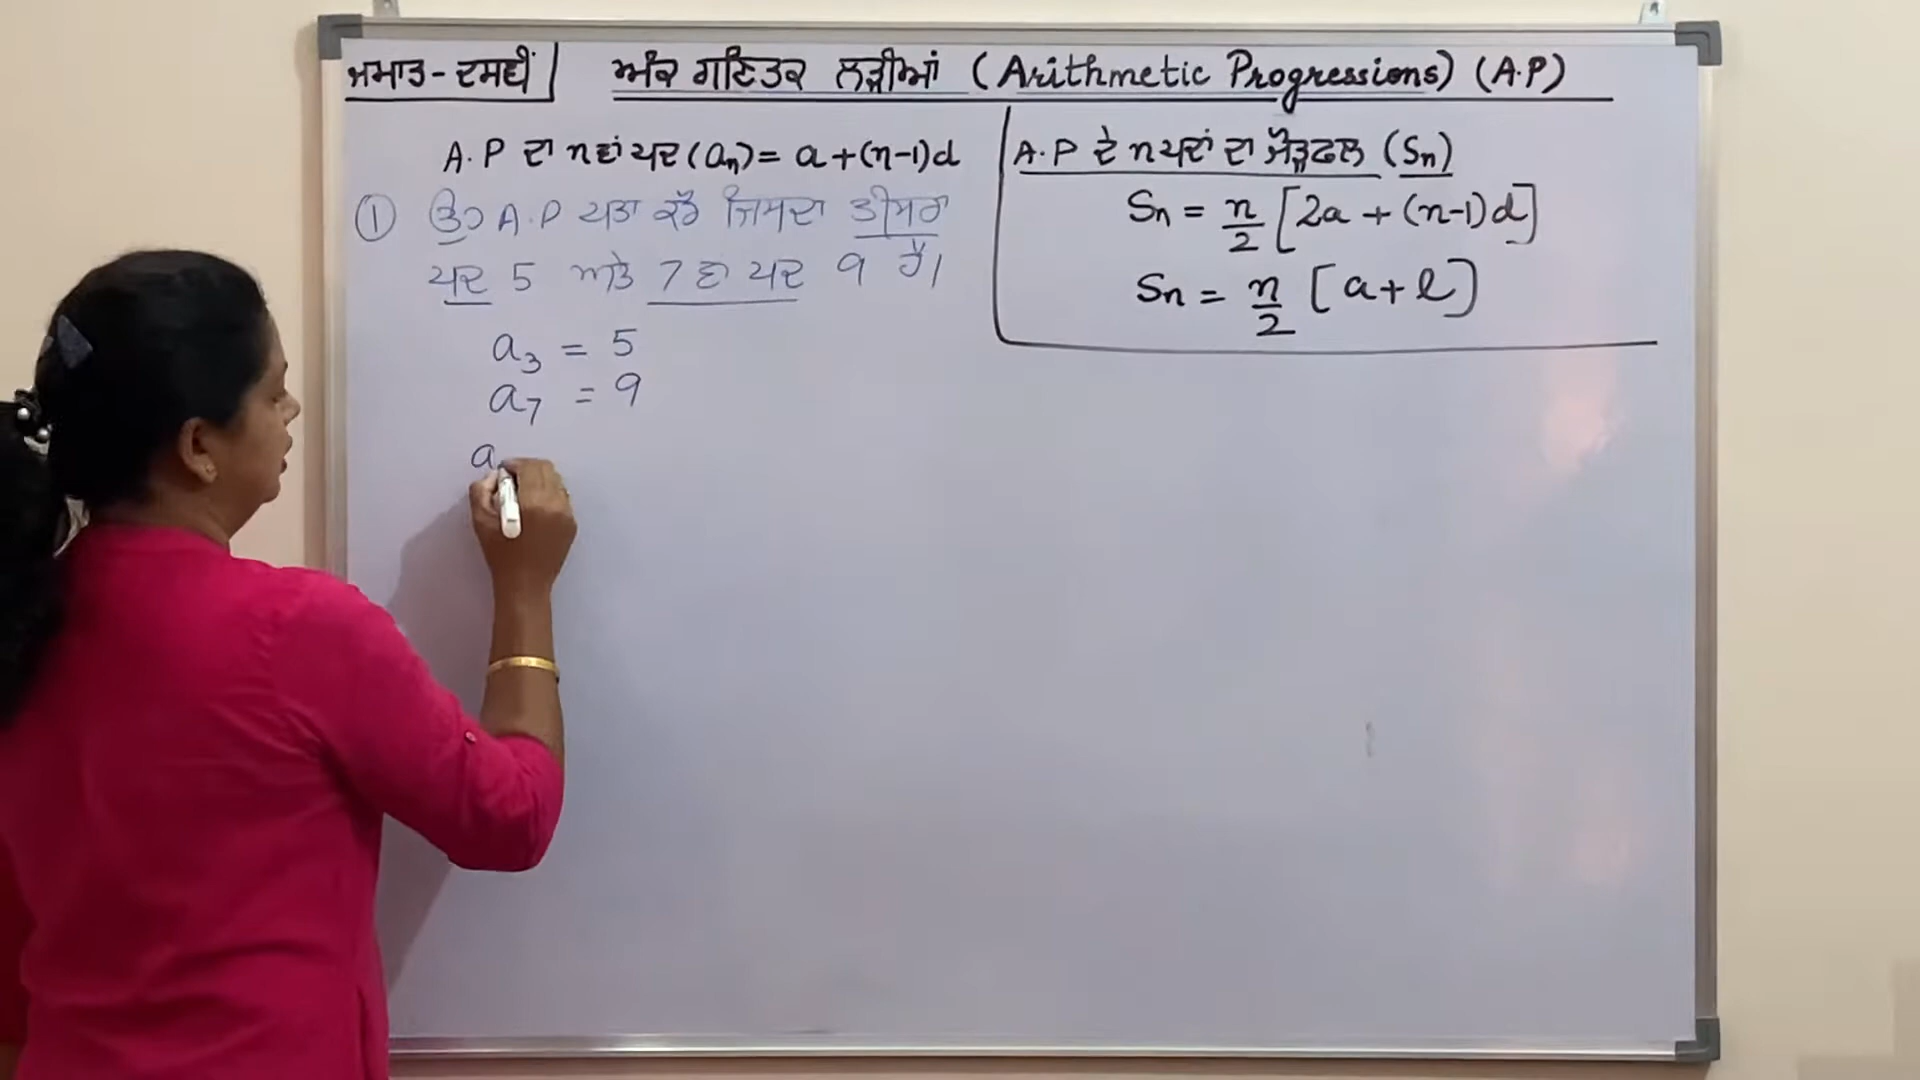 ਜਮਾਤ - ਦਸਵੀਂ
ਅੰਕ ਗਣਿਤਕ ਲੜੀਆਂ (Arithmetic Progressions) (A.P)
A.P ਦਾ nਵਾਂ ਪਦ (an) = a + (n-1)d
① ਉਹ A.P ਪਤਾ ਕਰੋ ਜਿਸਦਾ ਤੀਸਰਾ
ਪਦ 5 ਅਤੇ 7 ਵਾਂ ਪਦ 9 ਹੈ।
a₃ = 5
a₇ = 9
a
A.P ਦੇ n ਪਦਾਂ ਦਾ ਜੋੜਫਲ (Sn)
Sn = n/2 [2a + (n-1)d]
Sn = n/2 [a + l]